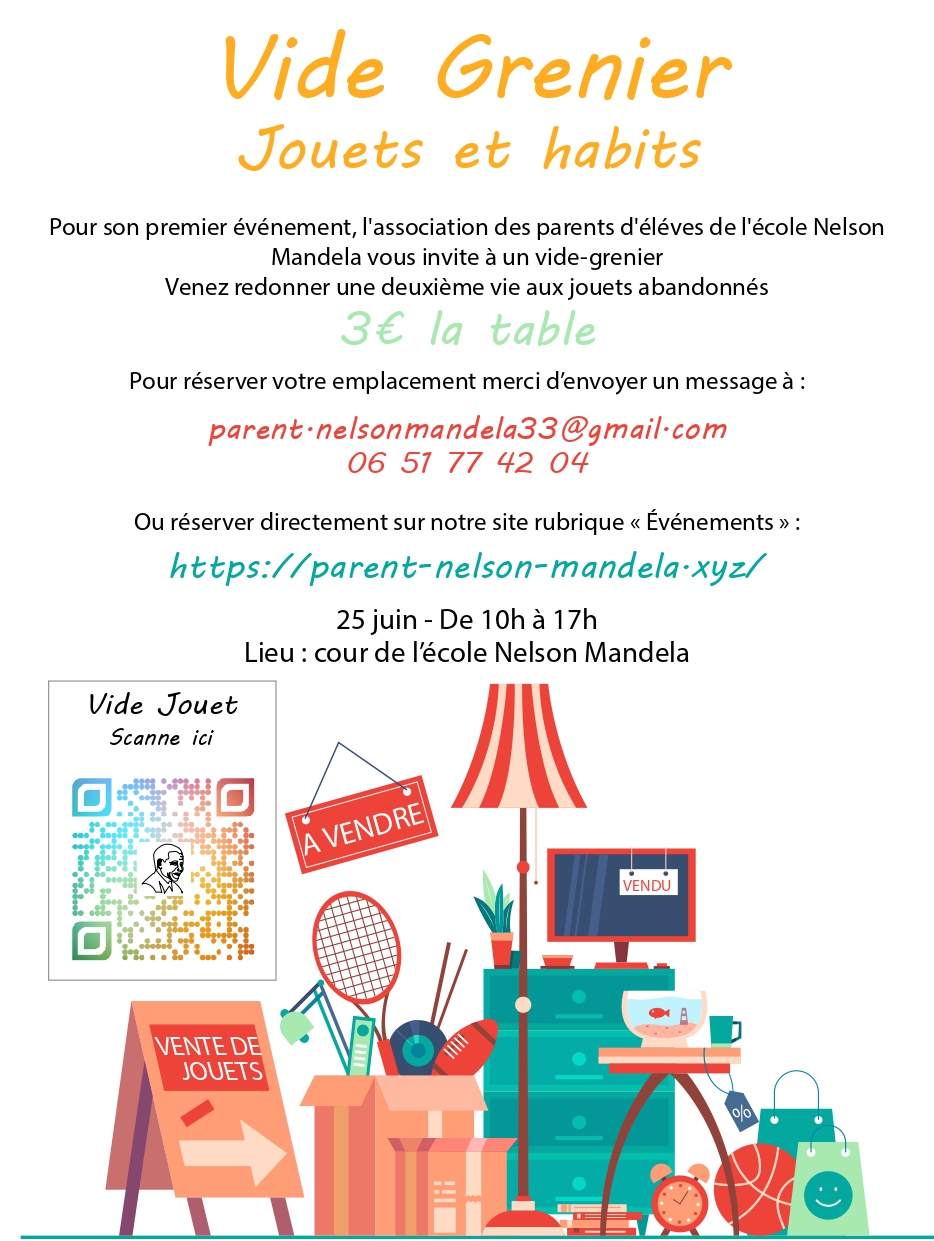 Vide Grenier
Jouets et habits
Pour son premier événement, l'association des parents d'éléves de l'école Nelson
Mandela vous invite à un vide-grenier
Venez redonner une deuxième vie aux jouets abandonnés
3€ la table
Pour réserver votre emplacement merci d’envoyer un message à :
parent.nelsonmandela33@gmail.com
06 51 77 42 04
Ou réserver directement sur notre site rubrique « Événements » :
https://parent-nelson-mandela.xyz/
25 juin - De 10h à 17h
Lieu : cour de l’école Nelson Mandela
Vide Jouet
Scanne ici
A VENDRE
VENDU
VENTE DE
JOUETS
%